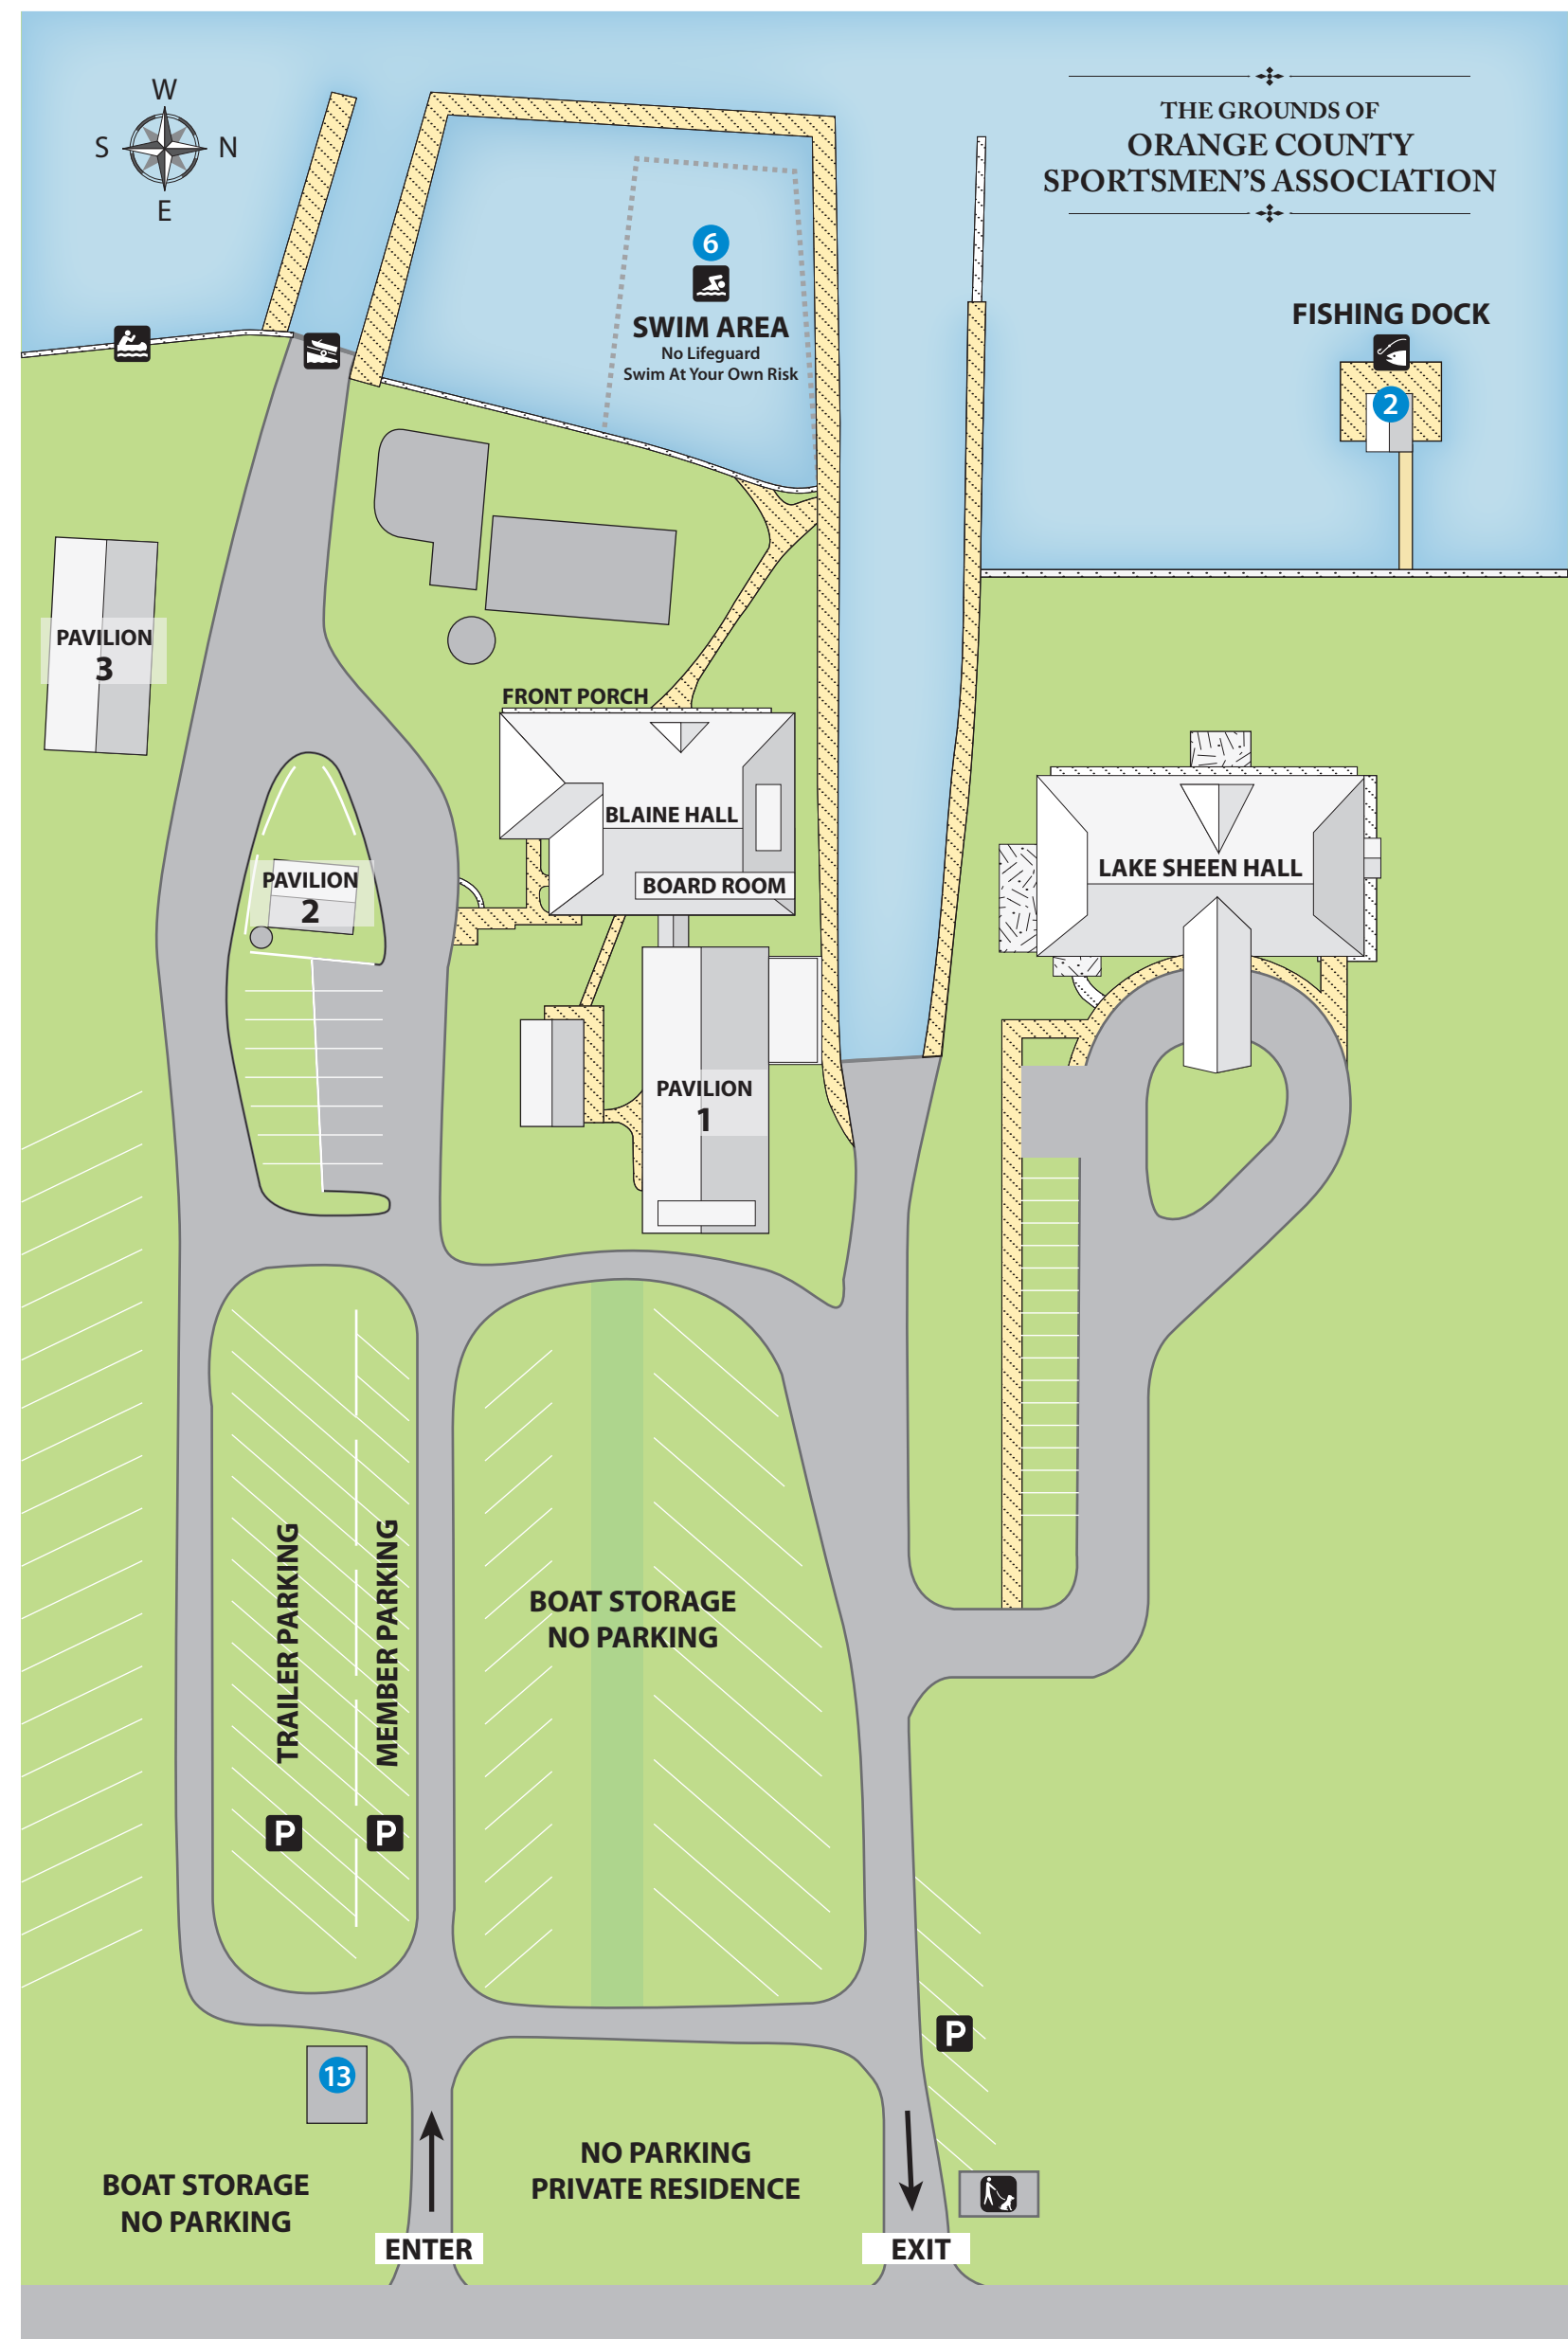 W
S
N
E
THE GROUNDS OF
ORANGE COUNTY
SPORTSMEN'S ASSOCIATION
6
SWIM AREA
No Lifeguard
Swim At Your Own Risk
FISHING DOCK
2
PAVILION
3
FRONT PORCH
BLAINE HALL
BOARD ROOM
LAKE SHEEN HALL
PAVILION
2
PAVILION
1
TRAILER PARKING
MEMBER PARKING
BOAT STORAGE
NO PARKING
P
P
P
13
NO PARKING
PRIVATE RESIDENCE
BOAT STORAGE
NO PARKING
ENTER
EXIT